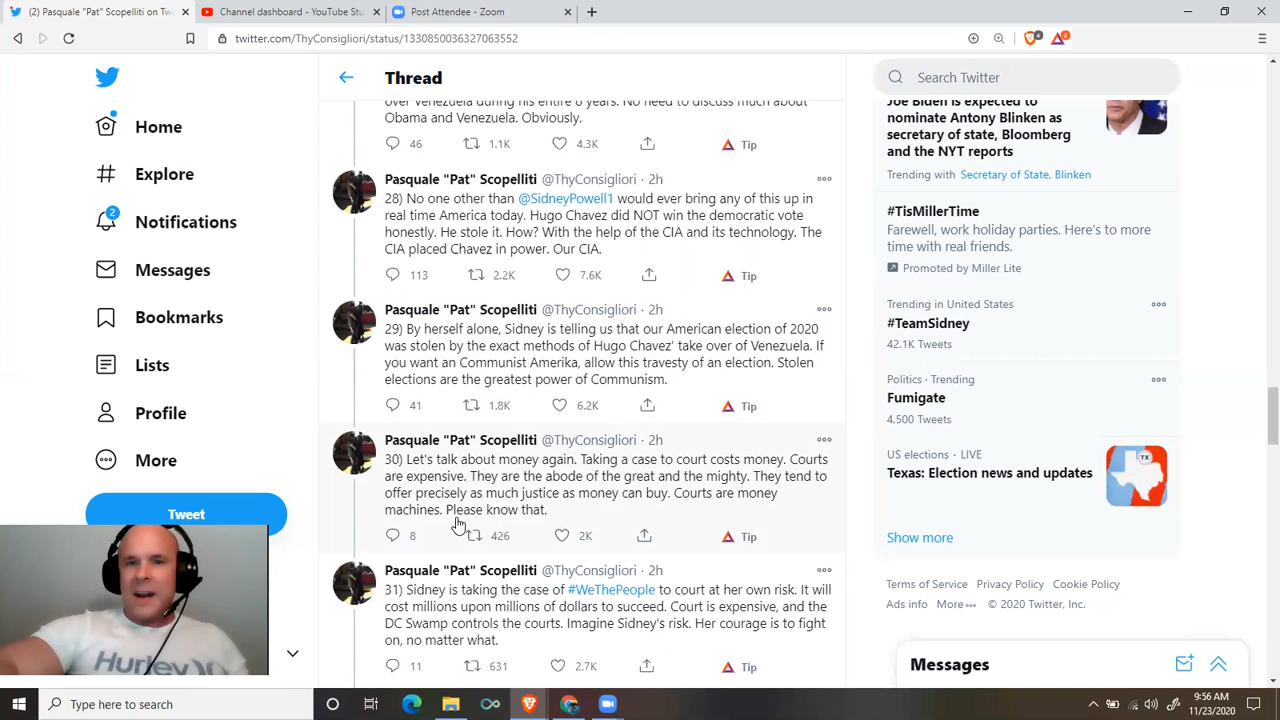 (2) Pasquale "Pat" Scopelliti on Tw
Channel dashboard - YouTube Stu
Post Attendee - Zoom
twitter.com/ThyConsigliori/status/1330850036327063552
4
2
Home
Explore
2
Notifications
Messages
Bookmarks
Lists
Profile
More
Tweet
Hurley
Thread
over Venezuela during his entire 8 years. No need to discuss much about
Obama and Venezuela. Obviously.
46 1.1K 4.3K Tip
Pasquale "Pat" Scopelliti @ThyConsigliori · 2h
28) No one other than @SidneyPowell1 would ever bring any of this up in
real time America today. Hugo Chavez did NOT win the democratic vote
honestly. He stole it. How? With the help of the CIA and its technology. The
CIA placed Chavez in power. Our CIA.
113 2.2K 7.6K Tip
Pasquale "Pat" Scopelliti @ThyConsigliori · 2h
29) By herself alone, Sidney is telling us that our American election of 2020
was stolen by the exact methods of Hugo Chavez' take over of Venezuela. If
you want an Communist Amerika, allow this travesty of an election. Stolen
elections are the greatest power of Communism.
41 1.8K 6.2K Tip
Pasquale "Pat" Scopelliti @ThyConsigliori · 2h
30) Let's talk about money again. Taking a case to court costs money. Courts
are expensive. They are the abode of the great and the mighty. They tend to
offer precisely as much justice as money can buy. Courts are money
machines. Please know that.
8 426 2K Tip
Pasquale "Pat" Scopelliti @ThyConsigliori · 2h
31) Sidney is taking the case of #WeThePeople to court at her own risk. It will
cost millions upon millions of dollars to succeed. Court is expensive, and the
DC Swamp controls the courts. Imagine Sidney's risk. Her courage is to fight
on, no matter what.
11 631 2.7K Tip
Search Twitter
Joe Biden is expected to
nominate Antony Blinken as
secretary of state, Bloomberg
and the NYT reports
Trending with Secretary of State, Blinken
#TisMillerTime
Farewell, work holiday parties. Here's to more
time with real friends.
Promoted by Miller Lite
Trending in United States
#TeamSidney
42.1K Tweets
Politics · Trending
Fumigate
4,500 Tweets
US elections · LIVE
Texas: Election news and updates
TX
Show more
Terms of Service Privacy Policy Cookie Policy
Ads info More © 2020 Twitter, Inc.
Messages
Type here to search
9:56 AM
11/23/2020